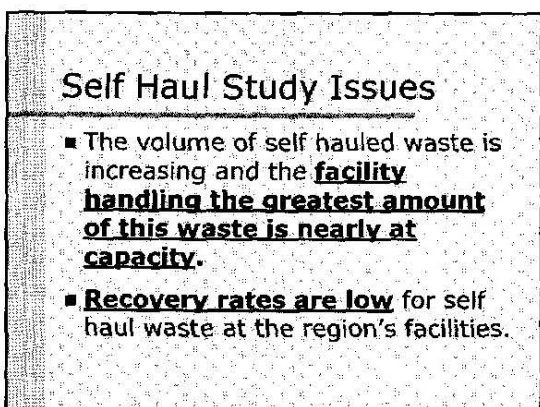 Self Haul Study Issues
▪ The volume of self hauled waste is
increasing and the facility
handling the greatest amount
of this waste is nearly at
capacity.
▪ Recovery rates are low for self
haul waste at the region's facilities.